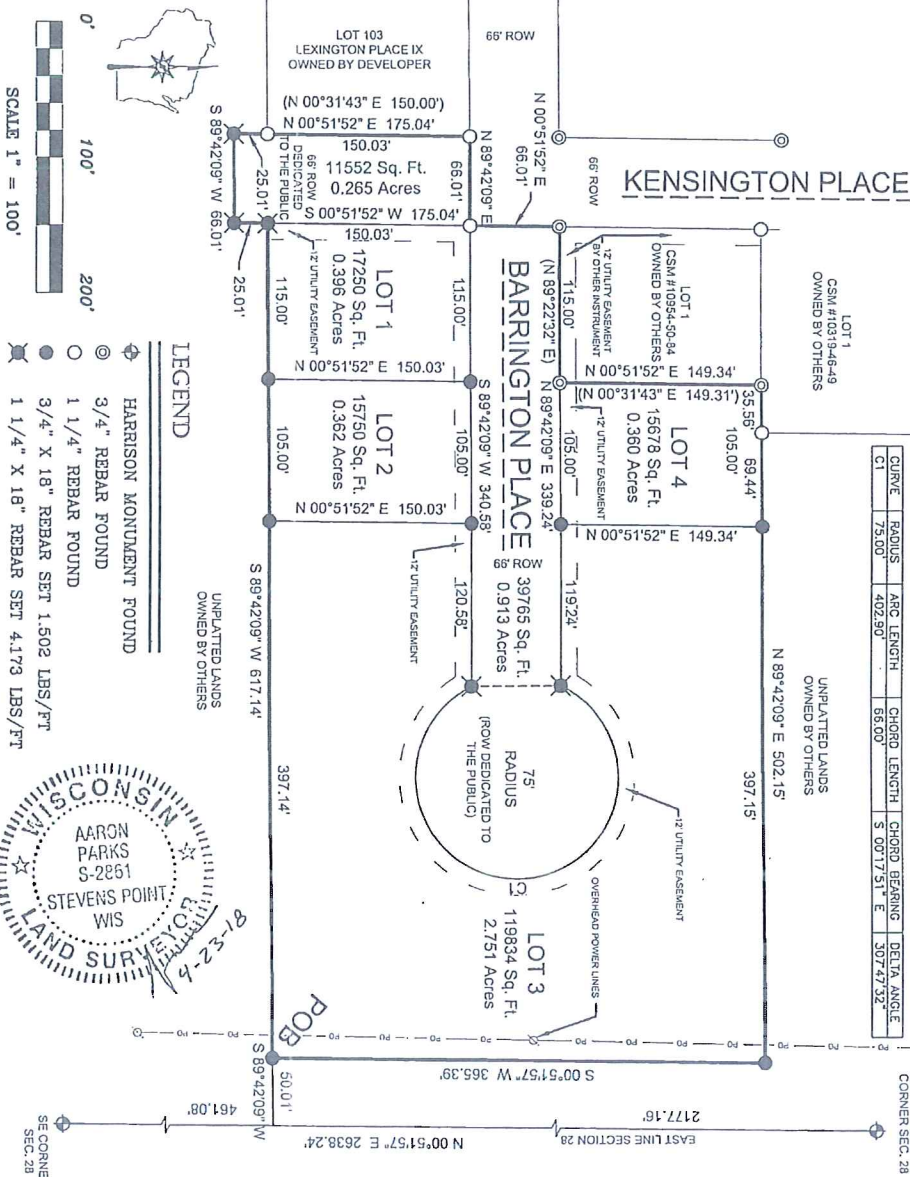 CURVE RADIUS ARC LENGTH CHORD LENGTH CHORD BEARING DELTA ANGLE
C1 75.00' 402.90' 66.00' S 00°17'51" E 307°47'32"
LOT 103
LEXINGTON PLACE IX
OWNED BY DEVELOPER
66' ROW
(N 00°31'43" E 150.00')
N 00°51'52" E 175.04'
150.03'
66' ROW
DEDICATED
TO THE PUBLIC
11552 Sq. Ft.
0.265 Acres
S 00°51'52" W 175.04'
150.03'
S 89°42'09" W 66.01'
25.01'
25.01'
N 89°42'09" E
66.01'
N 00°51'52" E
66.01'
66' ROW
KENSINGTON PLACE
LOT 1
CSM #10319-46-49
OWNED BY OTHERS
LOT 1
CSM #10954-50-84
OWNED BY OTHERS
12' UTILITY EASEMENT
BY OTHER INSTRUMENT
115.00'
(N 89°22'32" E)
N 00°51'52" E 149.34'
(N 00°31'43" E 149.31')
35.56'
69.44'
105.00'
LOT 4
15678 Sq. Ft.
0.360 Acres
12' UTILITY EASEMENT
105.00'
N 89°42'09" E 339.24'
N 00°51'52" E 149.34'
BARRINGTON PLACE
66' ROW
39765 Sq. Ft.
0.913 Acres
LOT 1
17250 Sq. Ft.
0.396 Acres
12' UTILITY EASEMENT
115.00'
115.00'
N 00°51'52" E 150.03'
LOT 2
15750 Sq. Ft.
0.362 Acres
105.00'
105.00'
S 89°42'09" W 340.58'
N 00°51'52" E 150.03'
12' UTILITY EASEMENT
120.58'
119.24'
75'
RADIUS
(ROW DEDICATED TO
THE PUBLIC)
C1
12' UTILITY EASEMENT
OVERHEAD POWER LINES
LOT 3
119834 Sq. Ft.
2.751 Acres
UNPLATTED LANDS
OWNED BY OTHERS
N 89°42'09" E 502.15'
397.15'
UNPLATTED LANDS
OWNED BY OTHERS
S 89°42'09" W 617.14'
397.14'
S 00°51'57" W 365.39'
POB
50.01'
S 89°42'09" W
461.08'
N 00°51'57" E 2638.24'
EAST LINE SECTION 28
2177.16'
CORNER SEC. 28
SE CORNE
SEC. 28
PO PO PO PO PO PO PO PO
0' 100' 200'
SCALE 1" = 100'
LEGEND
HARRISON MONUMENT FOUND
3/4" REBAR FOUND
1 1/4" REBAR FOUND
3/4" X 18" REBAR SET 1.502 LBS/FT
1 1/4" X 18" REBAR SET 4.173 LBS/FT
WISCONSIN
AARON
PARKS
S-2851
STEVENS POINT
WIS
LAND SURVEYOR
4-23-18